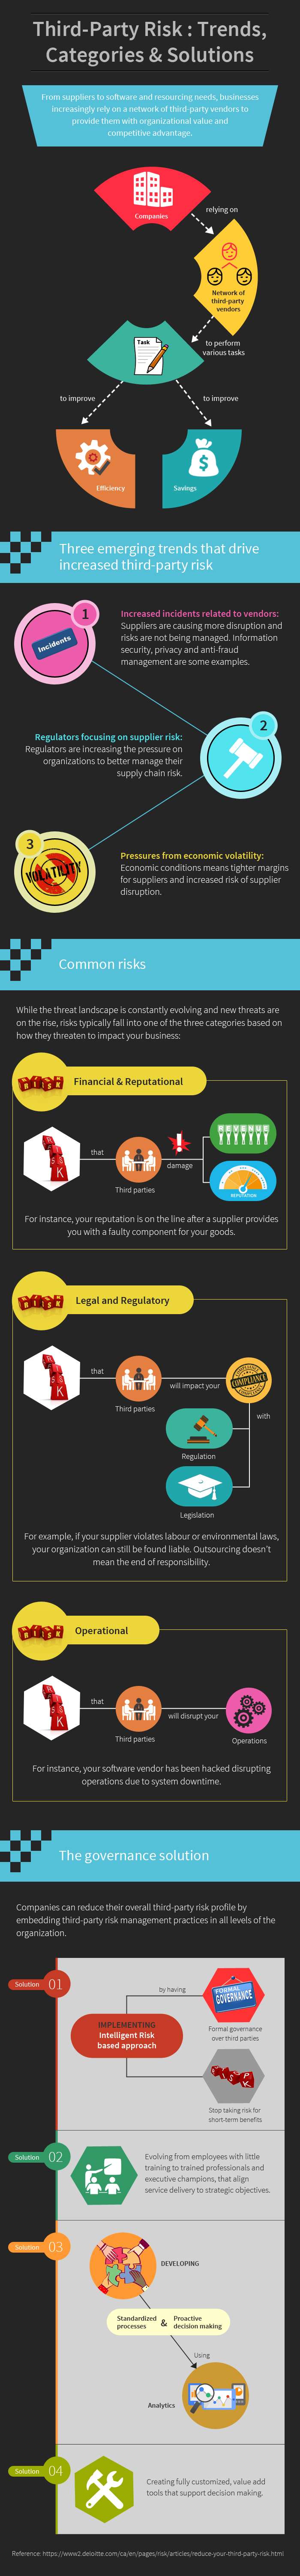 Third-Party Risk : Trends,
Categories & Solutions
From suppliers to software and resourcing needs, businesses
increasingly rely on a network of third-party vendors to
provide them with organizational value and
competitive advantage.
Companies
relying on
Network of
third-party
vendors
Task
to perform
various tasks
to improve
to improve
Efficiency
Savings
Three emerging trends that drive
increased third-party risk
1
Incidents
Increased incidents related to vendors:
Suppliers are causing more disruption and
risks are not being managed. Information
security, privacy and anti-fraud
management are some examples.
2
Regulators focusing on supplier risk:
Regulators are increasing the pressure on
organizations to better manage their
supply chain risk.
3
VOLATILITY
Pressures from economic volatility:
Economic conditions means tighter margins
for suppliers and increased risk of supplier
disruption.
Common risks
While the threat landscape is constantly evolving and new threats are
on the rise, risks typically fall into one of the three categories based on
how they threaten to impact your business:
RISK
Financial & Reputational
RISK
that
Third parties
damage
REPUTATION
For instance, your reputation is on the line after a supplier provides
you with a faulty component for your goods.
RISK
Legal and Regulatory
RISK
that
Third parties
will impact your
COMPLIANCE
with
Regulation
Legislation
For example, if your supplier violates labour or environmental laws,
your organization can still be found liable. Outsourcing doesn't
mean the end of responsibility.
RISK
Operational
RISK
that
Third parties
will disrupt your
Operations
For instance, your software vendor has been hacked disrupting
operations due to system downtime.
The governance solution
Companies can reduce their overall third-party risk profile by
embedding third-party risk management practices in all levels of the
organization.
Solution 01
IMPLEMENTING
Intelligent Risk
based approach
by having
FORMAL
GOVERNANCE
Formal governance
over third parties
Stop taking risk for
short-term benefits
Solution 02
Evolving from employees with little
training to trained professionals and
executive champions, that align
service delivery to strategic objectives.
Solution 03
DEVELOPING
Standardized
processes
&
Proactive
decision making
Using
Analytics
Solution 04
Creating fully customized, value add
tools that support decision making.
Reference: https://www2.deloitte.com/ca/en/pages/risk/articles/reduce-your-third-party-risk.html